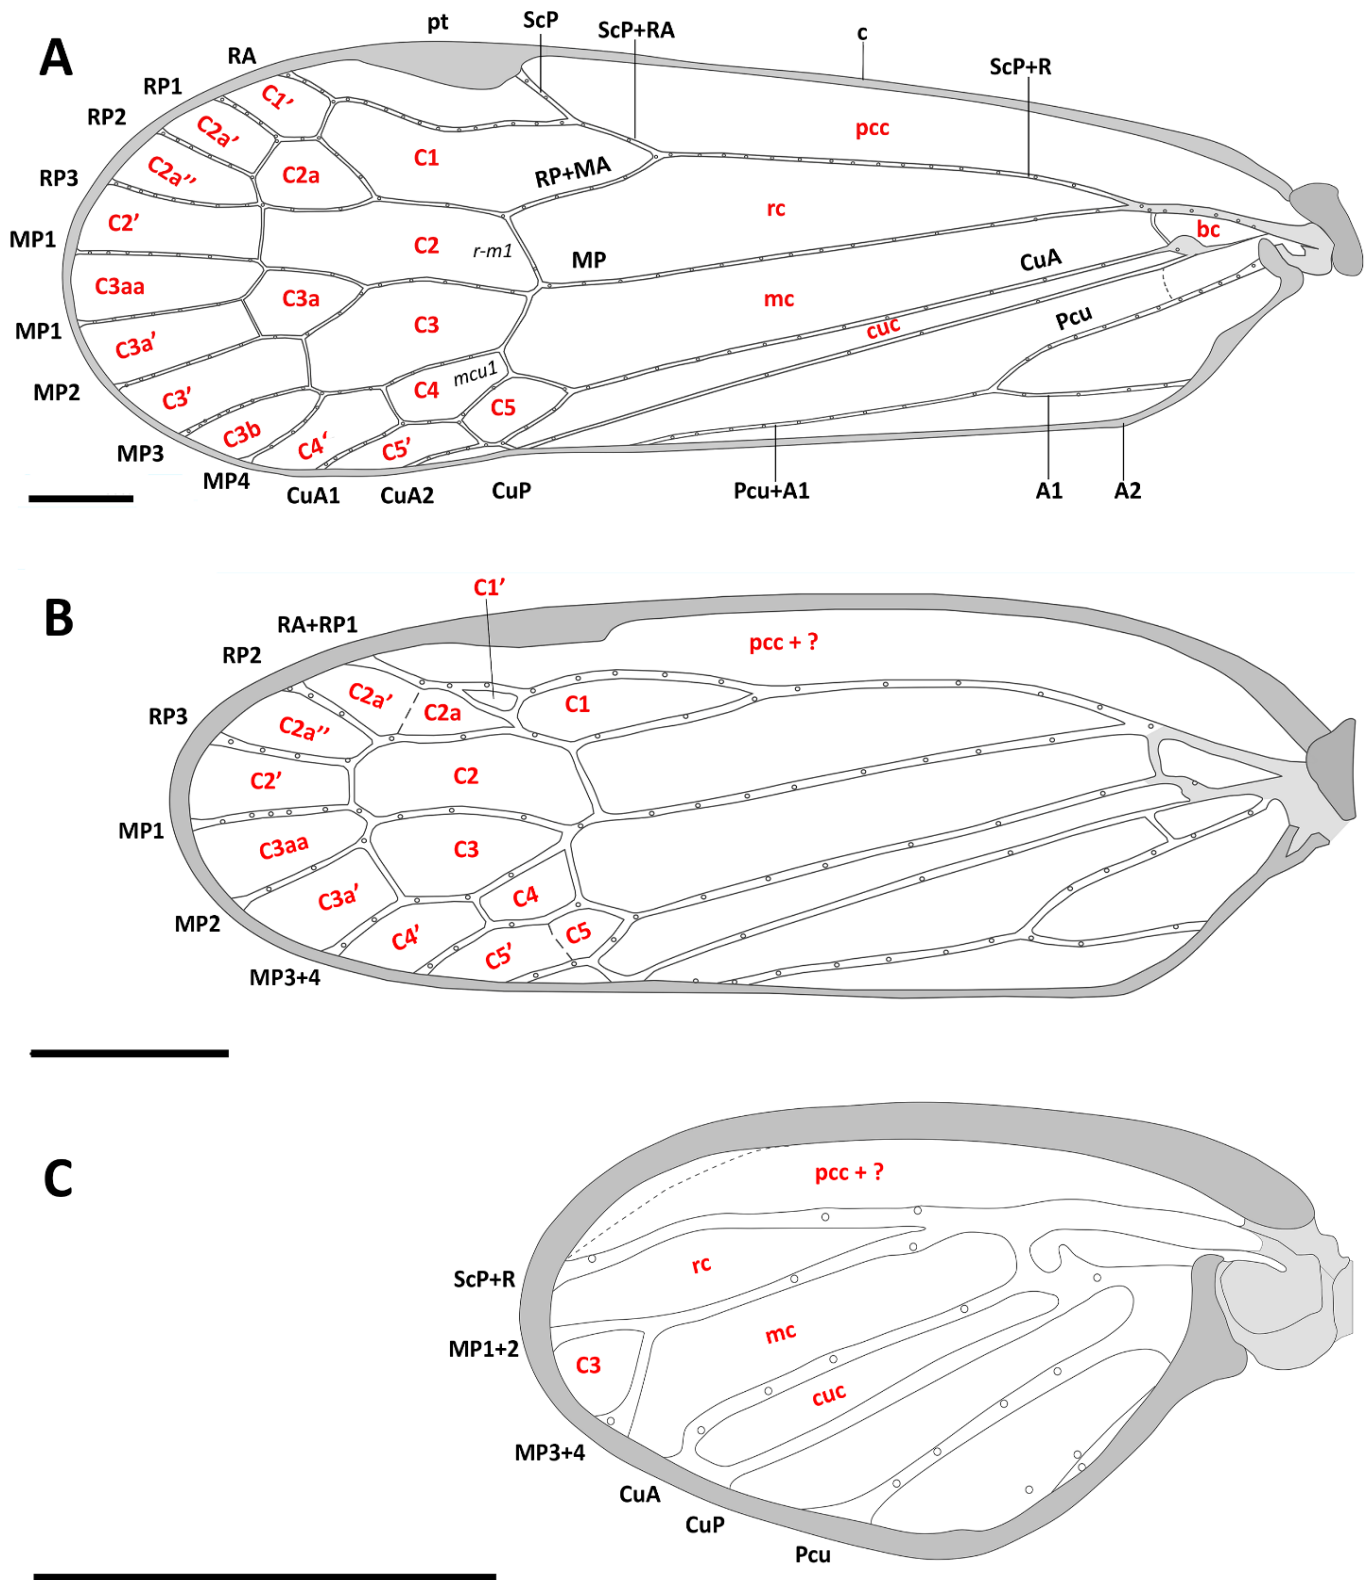 A
pt
ScP
ScP+RA
c
ScP+R
RA
RP1
RP2
RP3
MP1
MP1
MP2
MP3
MP4
CuA1
CuA2
CuP
Pcu+A1
A1
A2
C1’
C2a’
C2a’’
C2’
C3aa
C3a’
C3’
C3b
C4‘
C5’
C2a
C1
C2
r-m1
C3a
C3
C4
mcu1
C5
RP+MA
MP
pcc
rc
bc
CuA
mc
cuc
Pcu
B
C1’
RA+RP1
RP2
RP3
MP1
MP2
MP3+4
pcc + ?
C2a’
C2a
C1
C2a’’
C2’
C2
C3aa
C3
C3a’
C4
C4’
C5
C5’
C
pcc + ?
rc
ScP+R
MP1+2
mc
C3
cuc
MP3+4
CuA
CuP
Pcu